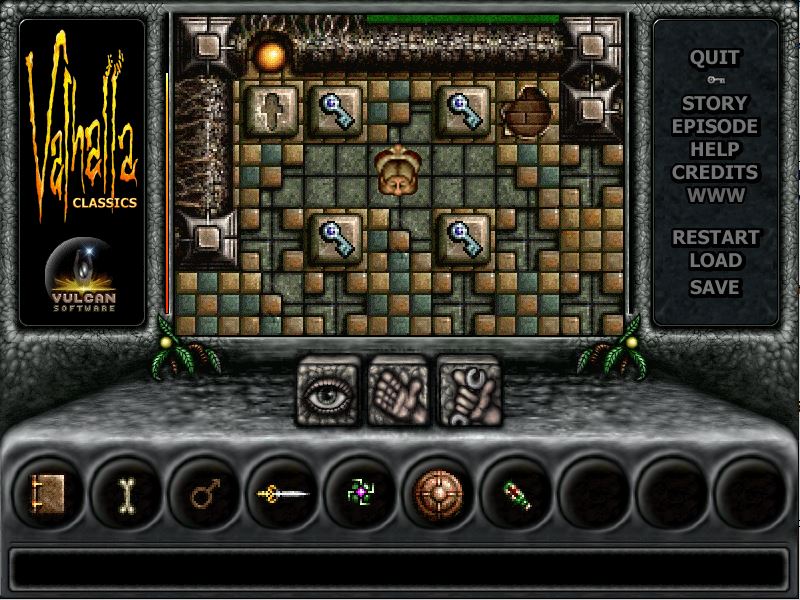 Valhalla
CLASSICS
VULCAN
SOFTWARE
QUIT
STORY
EPISODE
HELP
CREDITS
WWW
RESTART
LOAD
SAVE